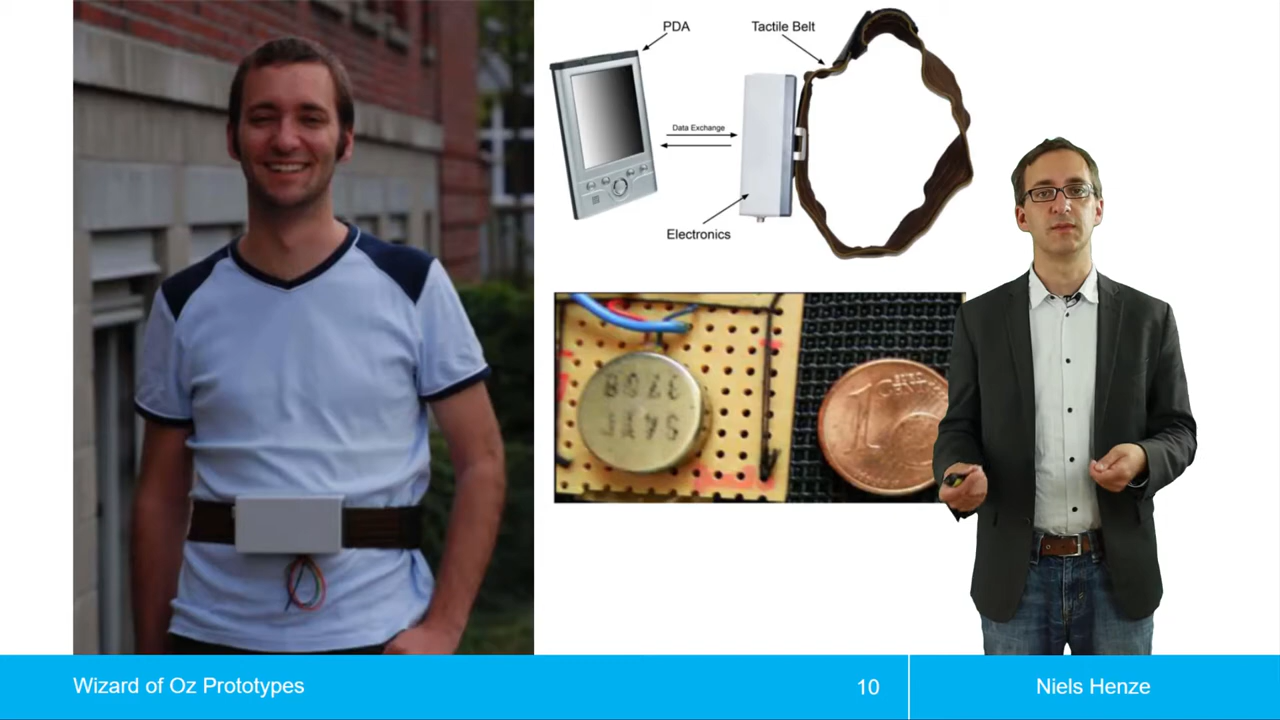 PDA
Tactile Belt
Data Exchange
Electronics
Wizard of Oz Prototypes
10
Niels Henze